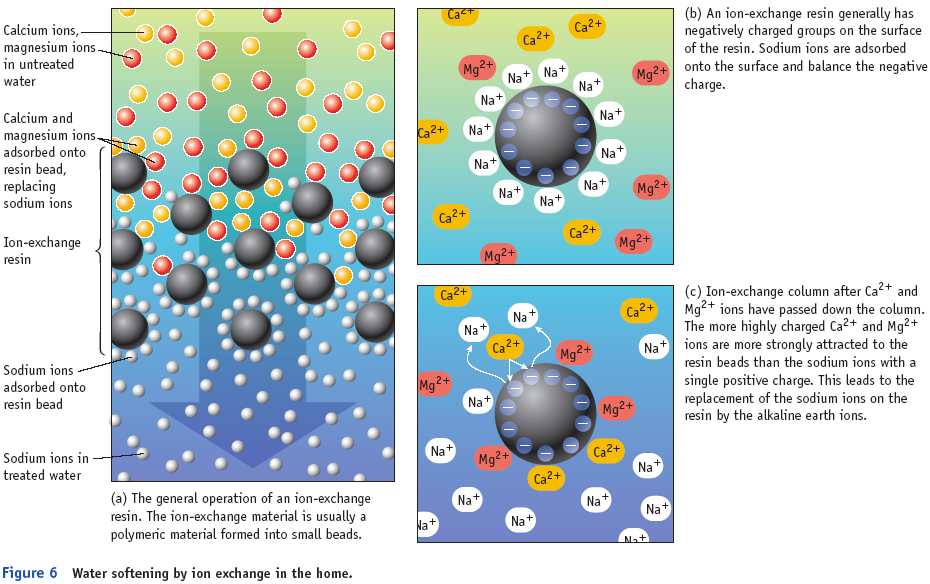 Calcium ions,
magnesium ions
in untreated
water
Calcium and
magnesium ions
adsorbed onto
resin bead,
replacing
sodium ions
Ion-exchange
resin
Sodium ions
adsorbed onto
resin bead
Sodium ions in
treated water
(a) The general operation of an ion-exchange
resin. The ion-exchange material is usually a
polymeric material formed into small beads.
Ca2+
Ca2+
Ca2+
Mg2+
Na+
Na+
Na+
Mg2+
Na+
Na+
Ca2+
Na+
Na+
Na+
Na+
Na+
Na+
Mg2+
Ca2+
Ca2+
Mg2+
Mg2+
(b) An ion-exchange resin generally has
negatively charged groups on the surface
of the resin. Sodium ions are adsorbed
onto the surface and balance the negative
charge.
Ca2+
Ca2+
Na+
Na+
Ca2+
Mg2+
Na+
Mg2+
Na+
Mg2+
Na+
Mg2+
Ca2+
Na+
Ca2+
Na+
Na+
Na+
Na+
Na+
Na+
(c) Ion-exchange column after Ca2+ and
Mg2+ ions have passed down the column.
The more highly charged Ca2+ and Mg2+
ions are more strongly attracted to the
resin beads than the sodium ions with a
single positive charge. This leads to the
replacement of the sodium ions on the
resin by the alkaline earth ions.
Figure 6 Water softening by ion exchange in the home.